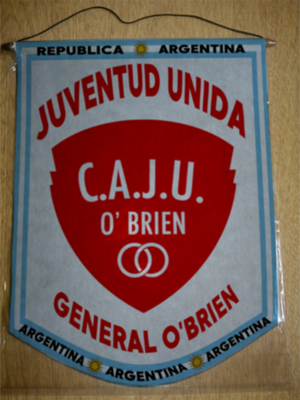 REPUBLICA ARGENTINA
JUVENTUD UNIDA
C.A.J.U.
O' BRIEN
GENERAL O'BRIEN
ARGENTINA ARGENTINA ARGENTINA